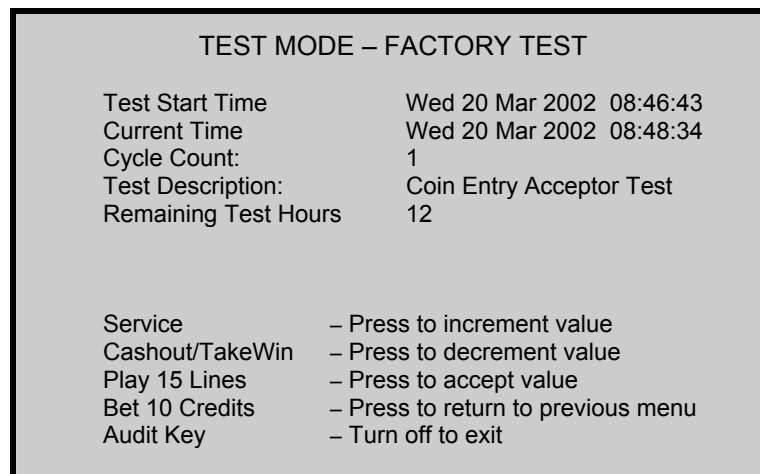 TEST MODE – FACTORY TEST
Test Start Time Wed 20 Mar 2002 08:46:43
Current Time Wed 20 Mar 2002 08:48:34
Cycle Count: 1
Test Description: Coin Entry Acceptor Test
Remaining Test Hours 12
Service – Press to increment value
Cashout/TakeWin – Press to decrement value
Play 15 Lines – Press to accept value
Bet 10 Credits – Press to return to previous menu
Audit Key – Turn off to exit